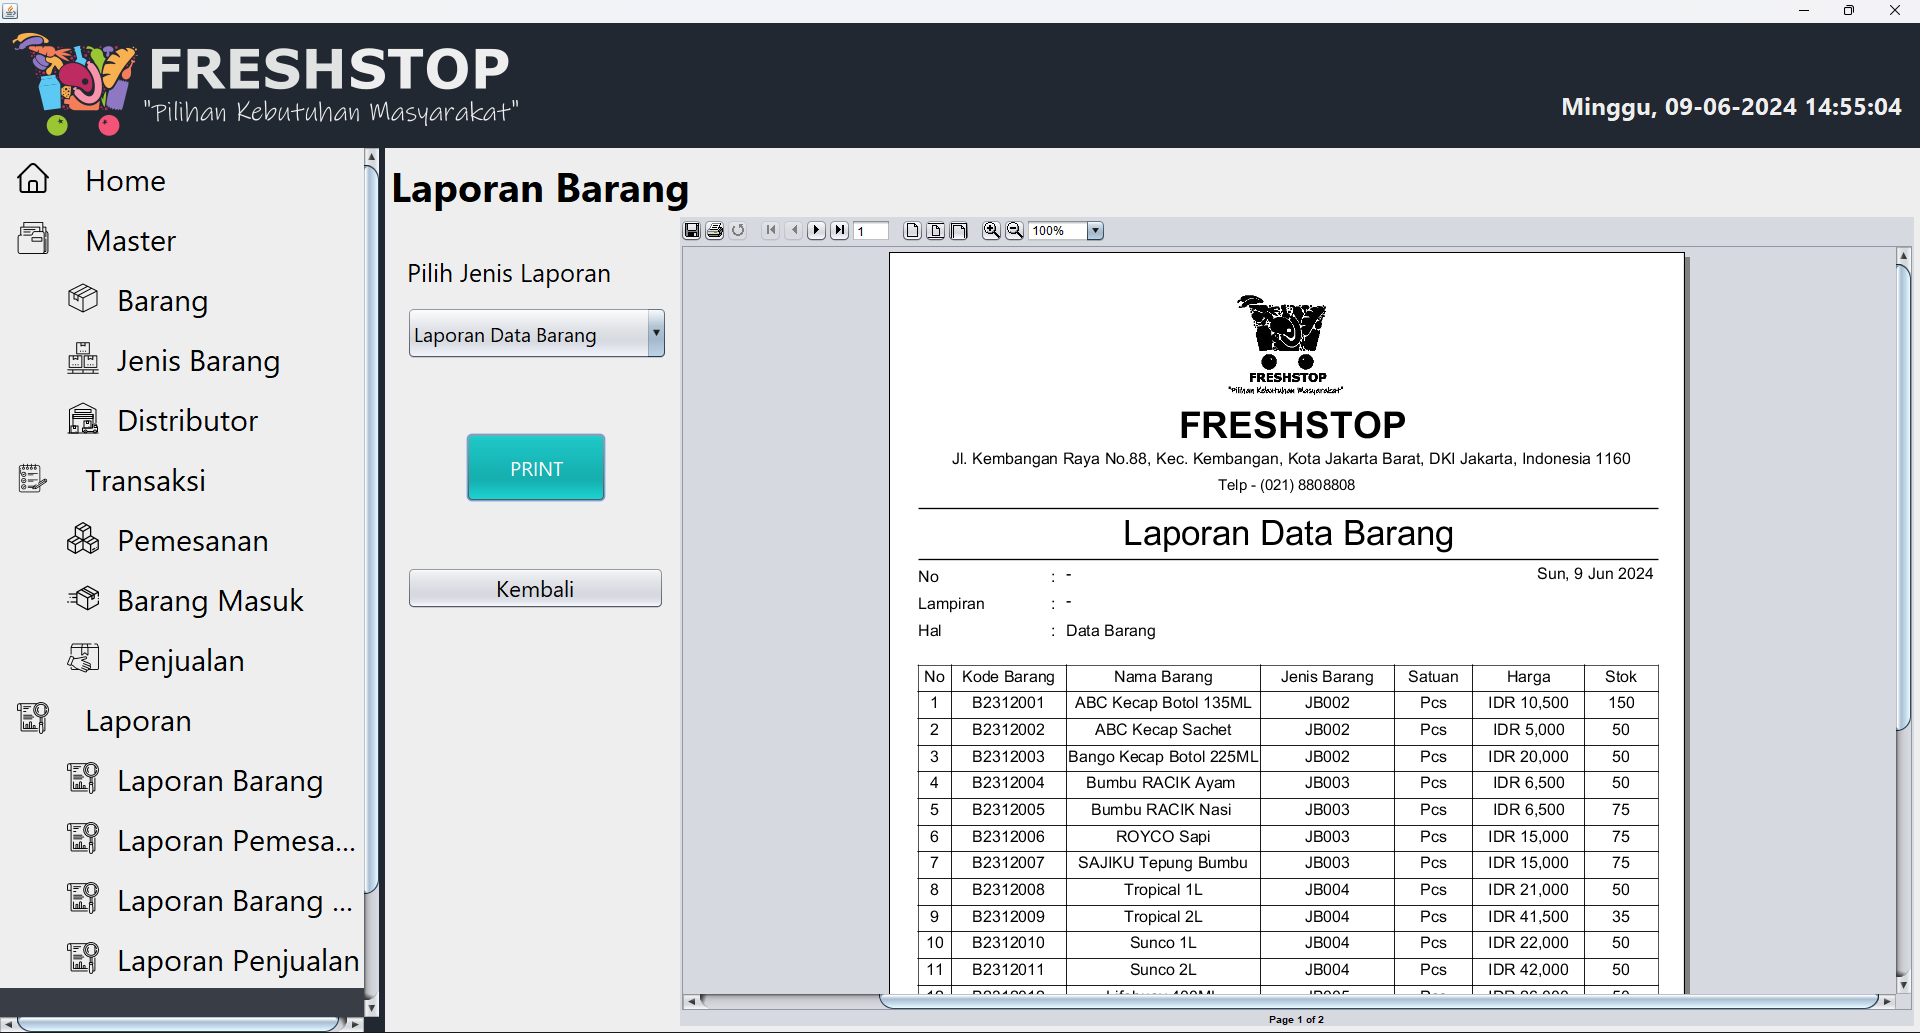 FRESHSTOP
"Pilihan Kebutuhan Masyarakat"
Minggu, 09-06-2024 14:55:04
Home
Master
Barang
Jenis Barang
Distributor
Transaksi
Pemesanan
Barang Masuk
Penjualan
Laporan
Laporan Barang
Laporan Pemesa...
Laporan Barang ...
Laporan Penjualan
Laporan Barang
Pilih Jenis Laporan
Laporan Data Barang
PRINT
Kembali
1
100%
FRESHSTOP
"Pilihan Kebutuhan Masyarakat"
FRESHSTOP
Jl. Kembangan Raya No.88, Kec. Kembangan, Kota Jakarta Barat, DKI Jakarta, Indonesia 1160
Telp - (021) 8808808
Laporan Data Barang
No : - Sun, 9 Jun 2024
Lampiran : -
Hal : Data Barang
No Kode Barang Nama Barang Jenis Barang Satuan Harga Stok
1 B2312001 ABC Kecap Botol 135ML JB002 Pcs IDR 10,500 150
2 B2312002 ABC Kecap Sachet JB002 Pcs IDR 5,000 50
3 B2312003 Bango Kecap Botol 225ML JB002 Pcs IDR 20,000 50
4 B2312004 Bumbu RACIK Ayam JB003 Pcs IDR 6,500 50
5 B2312005 Bumbu RACIK Nasi JB003 Pcs IDR 6,500 75
6 B2312006 ROYCO Sapi JB003 Pcs IDR 15,000 75
7 B2312007 SAJIKU Tepung Bumbu JB003 Pcs IDR 15,000 75
8 B2312008 Tropical 1L JB004 Pcs IDR 21,000 50
9 B2312009 Tropical 2L JB004 Pcs IDR 41,500 35
10 B2312010 Sunco 1L JB004 Pcs IDR 22,000 50
11 B2312011 Sunco 2L JB004 Pcs IDR 42,000 50
Page 1 of 2